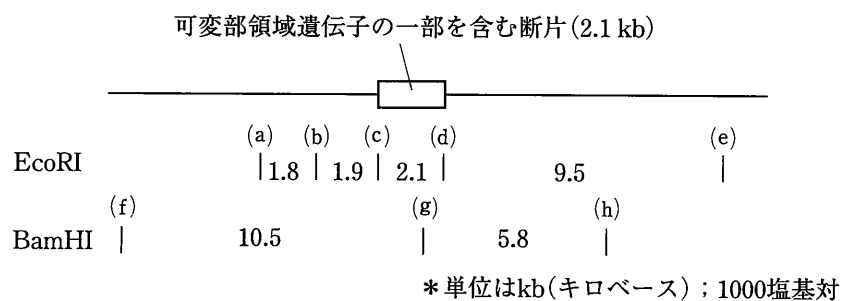 可変部領域遺伝子の一部を含む断片(2.1 kb)
(a) (b) (c) (d) (e)
EcoRI 1.8 1.9 2.1 9.5
(f) (g) (h)
BamHI 10.5 5.8
*単位はkb(キロベース);1000塩基対